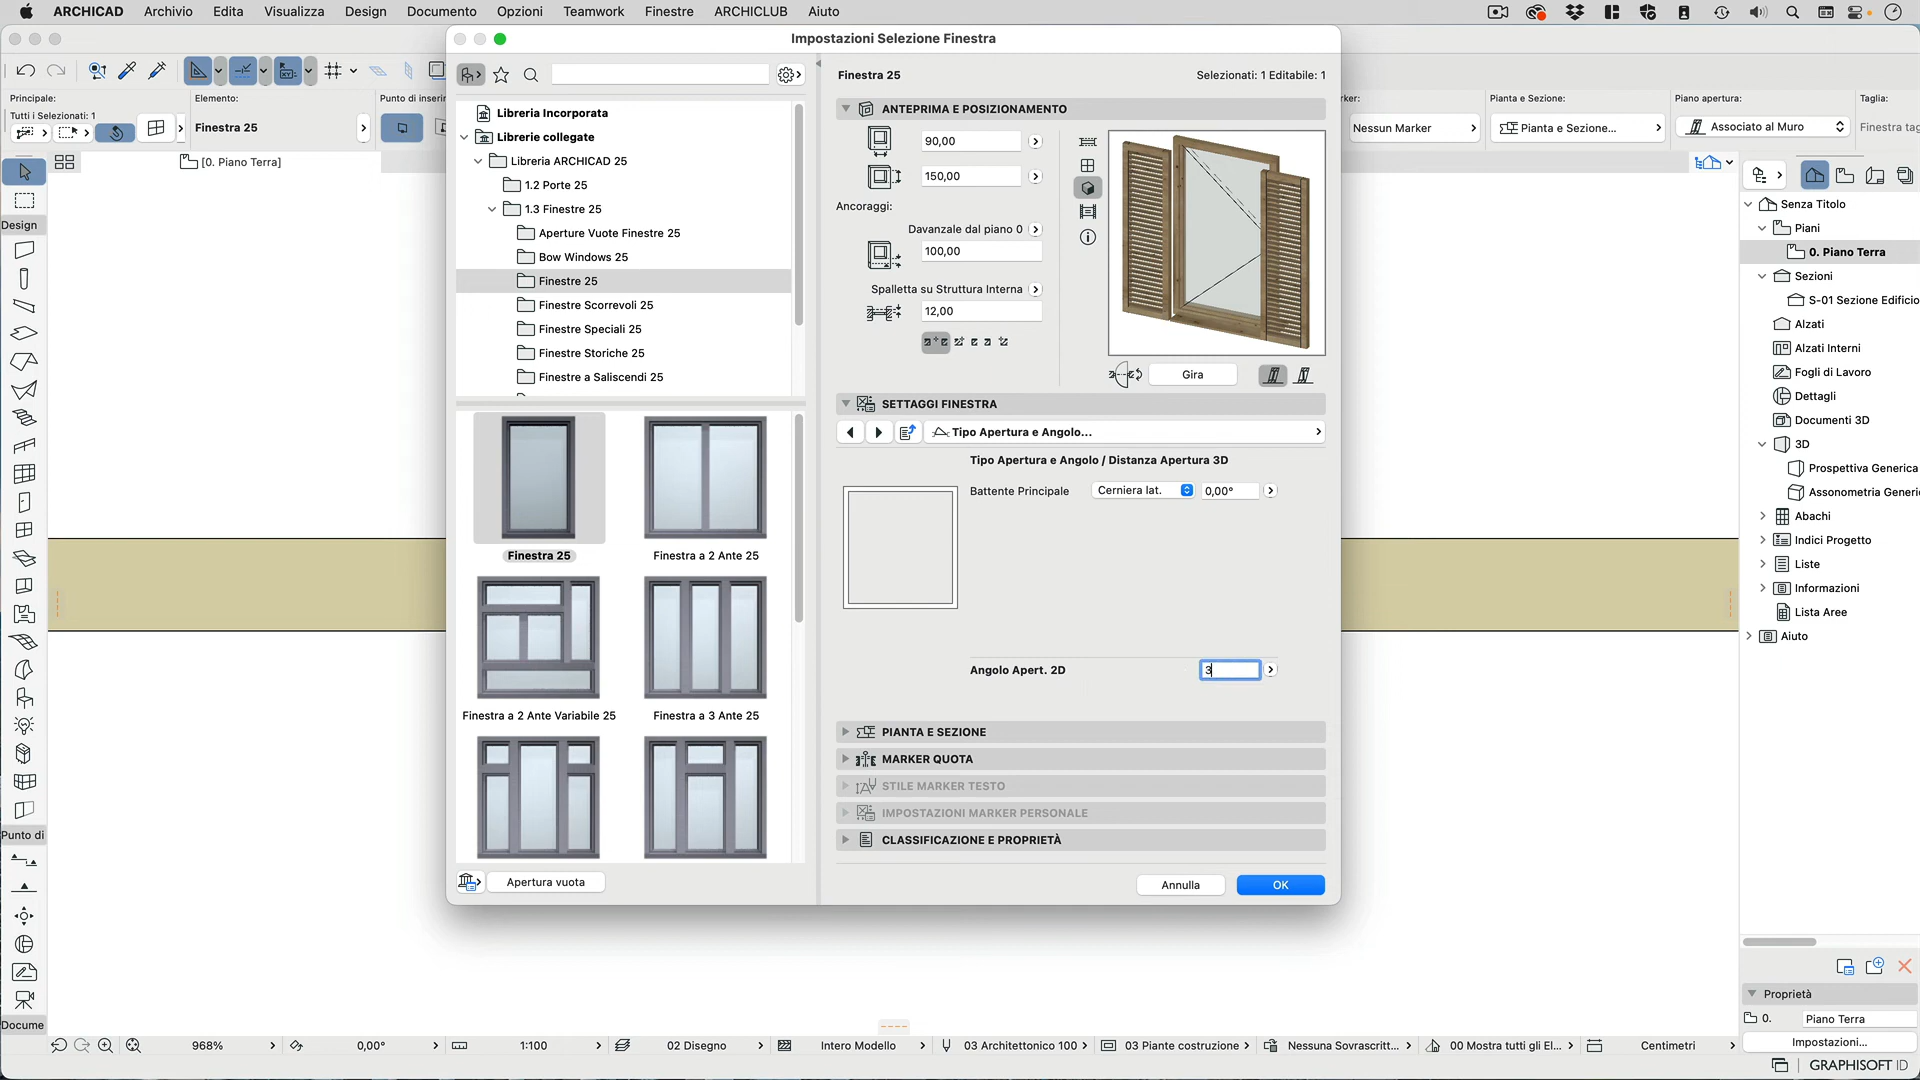 ARCHICAD Archivio Edita Visualizza Design Documento Opzioni Teamwork Finestre ARCHICLUB Aiuto
Impostazioni Selezione Finestra
Principale:
Tutti i Selezionati: 1
Elemento:
Finestra 25
Punto di inserim
[0. Piano Terra]
Libreria Incorporata
Librerie collegate
Libreria ARCHICAD 25
1.2 Porte 25
1.3 Finestre 25
Aperture Vuote Finestre 25
Bow Windows 25
Finestre 25
Finestre Scorrevoli 25
Finestre Speciali 25
Finestre Storiche 25
Finestre a Saliscendi 25
Finestra 25
Finestra a 2 Ante 25
Finestra a 2 Ante Variabile 25
Finestra a 3 Ante 25
Apertura vuota
Finestra 25
Selezionati: 1 Editabile: 1
ANTEPRIMA E POSIZIONAMENTO
90,00
150,00
Ancoraggi:
Davanzale dal piano 0
100,00
Spalletta su Struttura Interna
12,00
Gira
SETTAGGI FINESTRA
Tipo Apertura e Angolo...
Tipo Apertura e Angolo / Distanza Apertura 3D
Battente Principale
Cerniera lat.
0,00°
Angolo Apert. 2D
3
PIANTA E SEZIONE
MARKER QUOTA
STILE MARKER TESTO
IMPOSTAZIONI MARKER PERSONALE
CLASSIFICAZIONE E PROPRIETÀ
Annulla
OK
rker:
Nessun Marker
Pianta e Sezione:
Pianta e Sezione...
Piano apertura:
Associato al Muro
Taglia:
Finestra tag
Senza Titolo
Piani
0. Piano Terra
Sezioni
S-01 Sezione Edificio
Alzati
Alzati Interni
Fogli di Lavoro
Dettagli
Documenti 3D
3D
Prospettiva Generica
Assonometria Generi
Abachi
Indici Progetto
Liste
Informazioni
Lista Aree
Aiuto
Proprietà
0.
Piano Terra
Impostazioni...
GRAPHISOFT ID
Design
Punto di
Docume
968%
0,00°
1:100
02 Disegno
Intero Modello
03 Architettonico 100
03 Piante costruzione
Nessuna Sovrascritt...
00 Mostra tutti gli El...
Centimetri